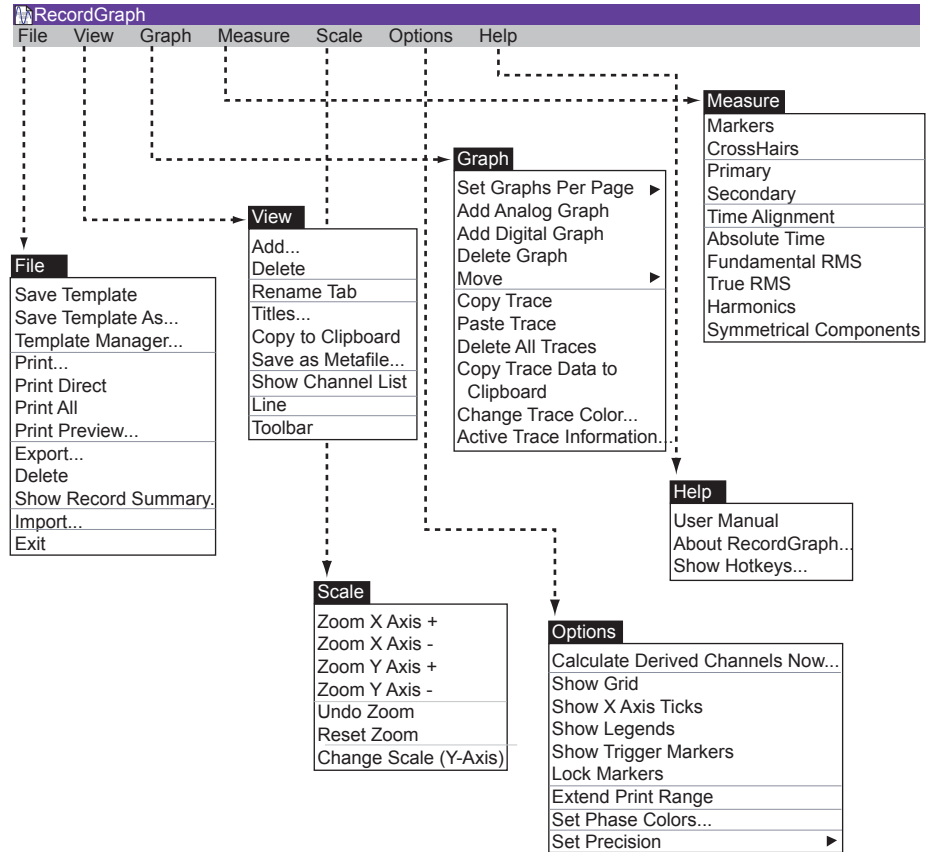 RecordGraph
File View Graph Measure Scale Options Help
File
Save Template
Save Template As...
Template Manager...
Print...
Print Direct
Print All
Print Preview...
Export...
Delete
Show Record Summary.
Import...
Exit
View
Add...
Delete
Rename Tab
Titles...
Copy to Clipboard
Save as Metafile...
Show Channel List
Line
Toolbar
Graph
Set Graphs Per Page
Add Analog Graph
Add Digital Graph
Delete Graph
Move
Copy Trace
Paste Trace
Delete All Traces
Copy Trace Data to
Clipboard
Change Trace Color...
Active Trace Information...
Measure
Markers
CrossHairs
Primary
Secondary
Time Alignment
Absolute Time
Fundamental RMS
True RMS
Harmonics
Symmetrical Components
Scale
Zoom X Axis +
Zoom X Axis -
Zoom Y Axis +
Zoom Y Axis -
Undo Zoom
Reset Zoom
Change Scale (Y-Axis)
Options
Calculate Derived Channels Now...
Show Grid
Show X Axis Ticks
Show Legends
Show Trigger Markers
Lock Markers
Extend Print Range
Set Phase Colors...
Set Precision
Help
User Manual
About RecordGraph...
Show Hotkeys...